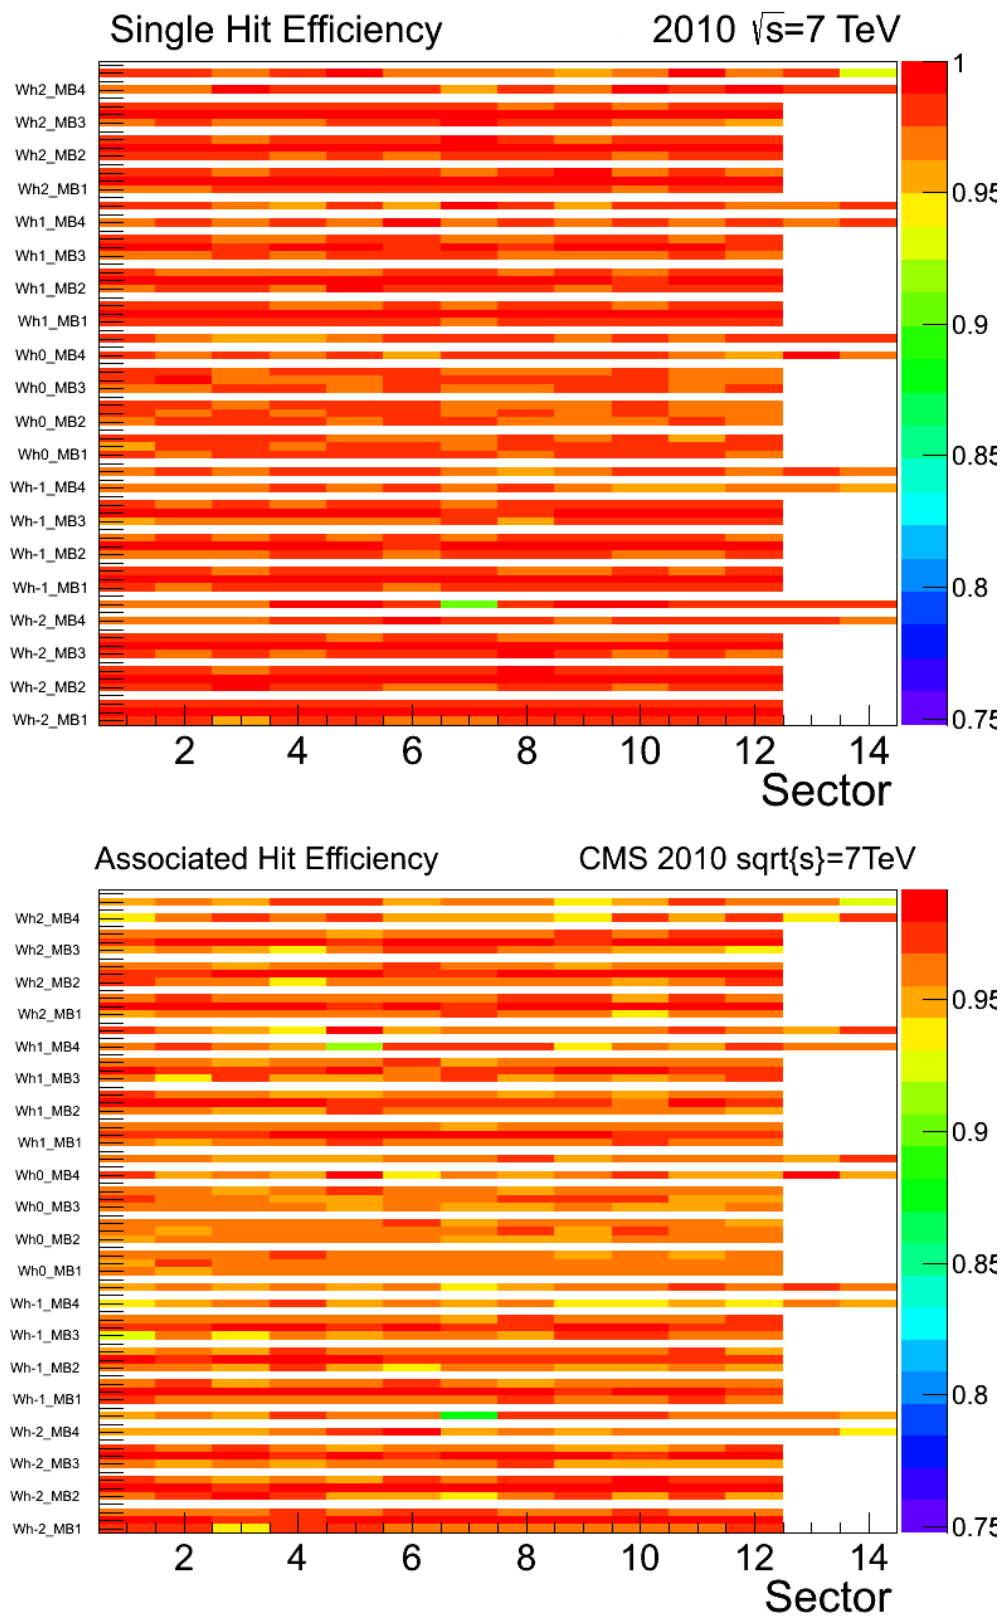 Single Hit Efficiency 2010 √s=7 TeV
1
Wh2_MB4
Wh2_MB3
Wh2_MB2
Wh2_MB1
0.95
Wh1_MB4
Wh1_MB3
Wh1_MB2
Wh1_MB1
0.9
Wh0_MB4
Wh0_MB3
Wh0_MB2
Wh0_MB1
0.85
Wh-1_MB4
Wh-1_MB3
Wh-1_MB2
Wh-1_MB1
0.8
Wh-2_MB4
Wh-2_MB3
Wh-2_MB2
Wh-2_MB1
0.75
2 4 6 8 10 12 14
Sector
Associated Hit Efficiency CMS 2010 sqrt{s}=7TeV
Wh2_MB4
Wh2_MB3
Wh2_MB2
0.95
Wh2_MB1
Wh1_MB4
Wh1_MB3
Wh1_MB2
0.9
Wh1_MB1
Wh0_MB4
Wh0_MB3
Wh0_MB2
0.85
Wh0_MB1
Wh-1_MB4
Wh-1_MB3
Wh-1_MB2
0.8
Wh-1_MB1
Wh-2_MB4
Wh-2_MB3
Wh-2_MB2
0.75
Wh-2_MB1
2 4 6 8 10 12 14
Sector